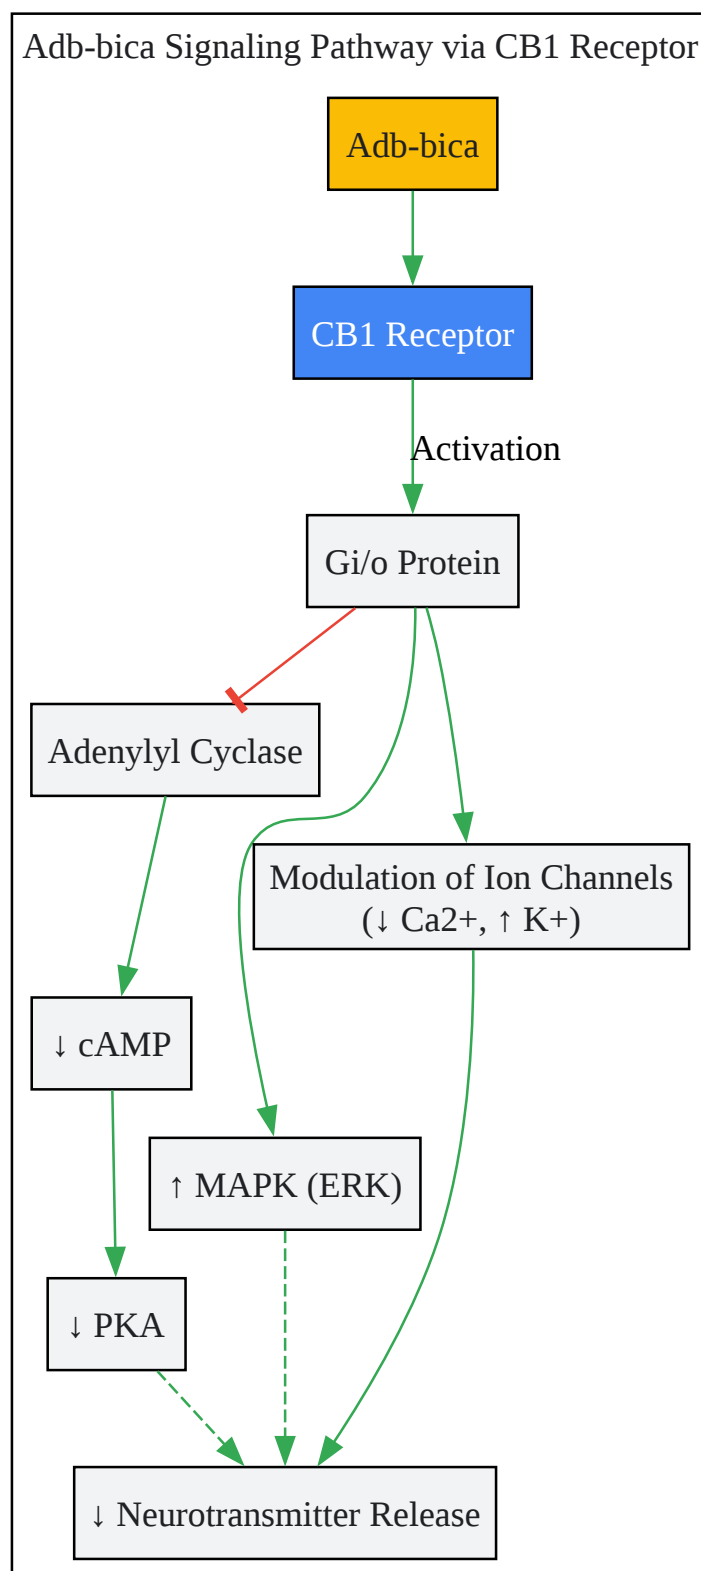 Adb-bica Signaling Pathway via CB1 Receptor
Adb-bica
CB1 Receptor
Activation
Gi/o Protein
Adenylyl Cyclase
Modulation of Ion Channels
(↓ Ca2+, ↑ K+)
↓ cAMP
↑ MAPK (ERK)
↓ PKA
↓ Neurotransmitter Release